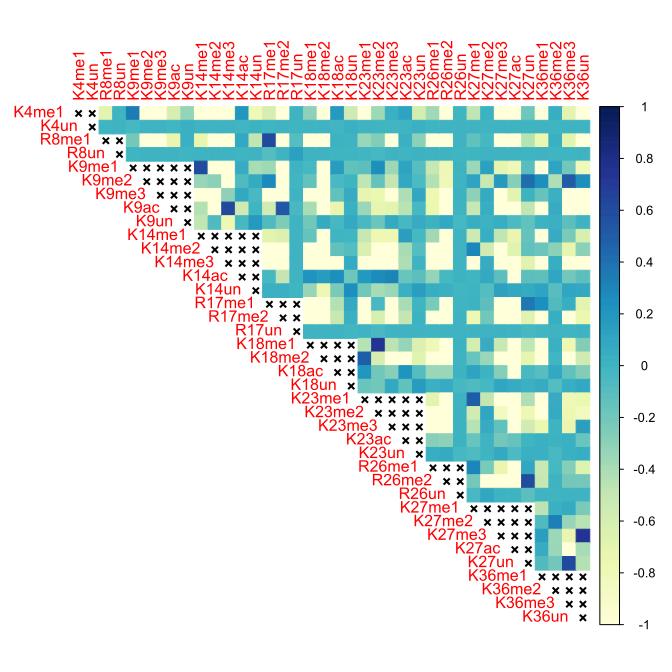 K4me1
K4un
R8me1
R8un
K9me1
K9me2
K9me3
K9ac
K9un
K14me1
K14me2
K14me3
K14ac
K14un
R17me1
R17me2
R17un
K18me1
K18me2
K18ac
K18un
K23me1
K23me2
K23me3
K23ac
K23un
R26me1
R26me2
R26un
K27me1
K27me2
K27me3
K27ac
K27un
K36me1
K36me2
K36me3
K36un
K4me1
K4un
R8me1
R8un
K9me1
K9me2
K9me3
K9ac
K9un
K14me1
K14me2
K14me3
K14ac
K14un
R17me1
R17me2
R17un
K18me1
K18me2
K18ac
K18un
K23me1
K23me2
K23me3
K23ac
K23un
R26me1
R26me2
R26un
K27me1
K27me2
K27me3
K27ac
K27un
K36me1
K36me2
K36me3
K36un
1
0.8
0.6
0.4
0.2
0
-0.2
-0.4
-0.6
-0.8
-1